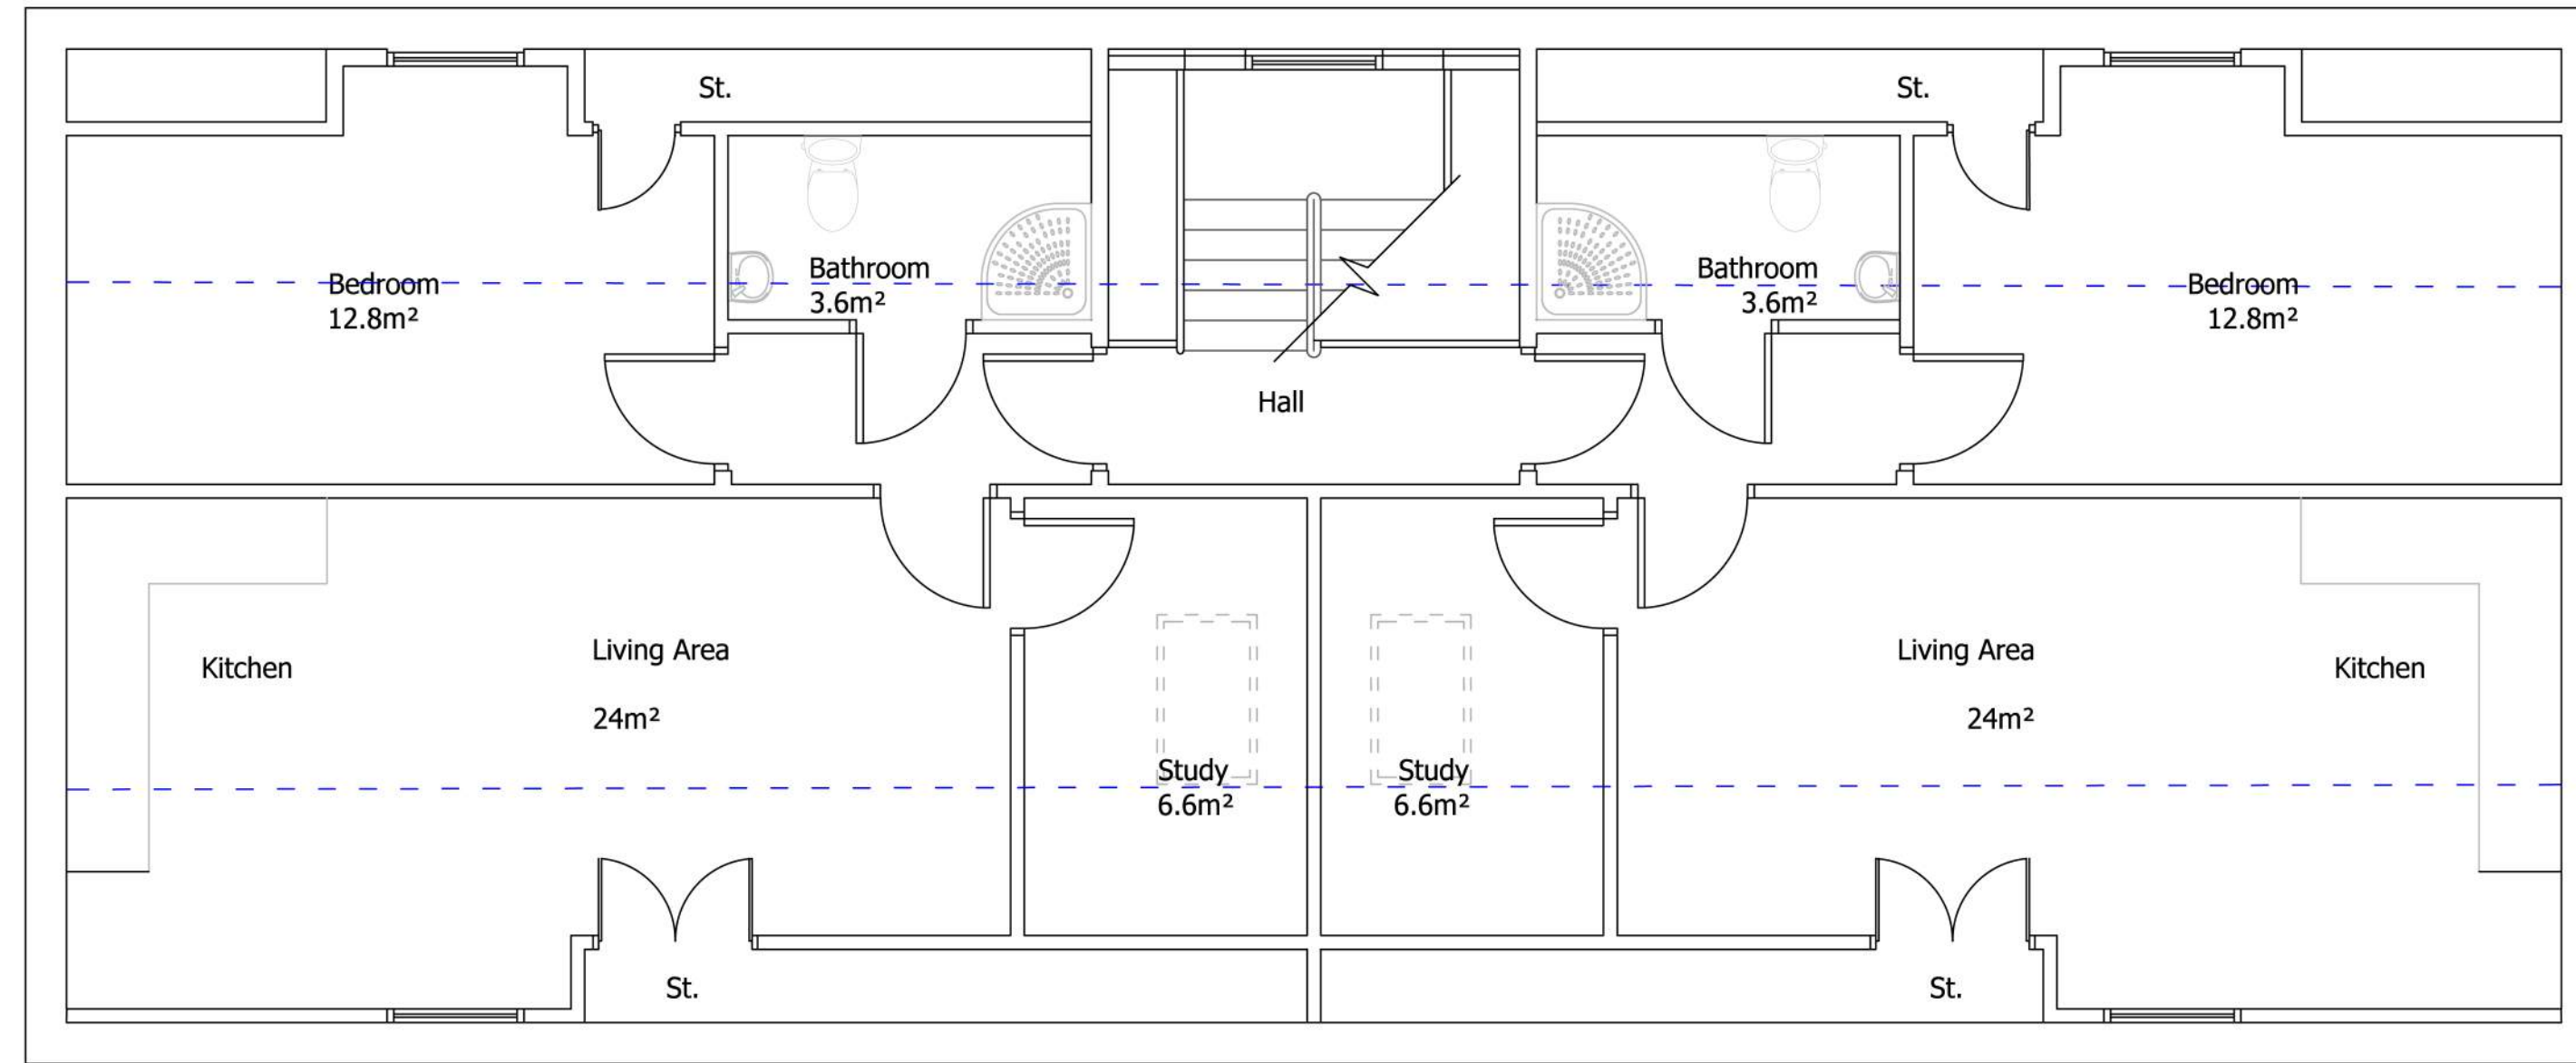 St.
St.
Bathroom
3.6m²
Bathroom
3.6m²
Bedroom
12.8m²
Bedroom
12.8m²
Hall
Kitchen
Living Area
24m²
Study
6.6m²
Study
6.6m²
Living Area
24m²
Kitchen
St.
St.